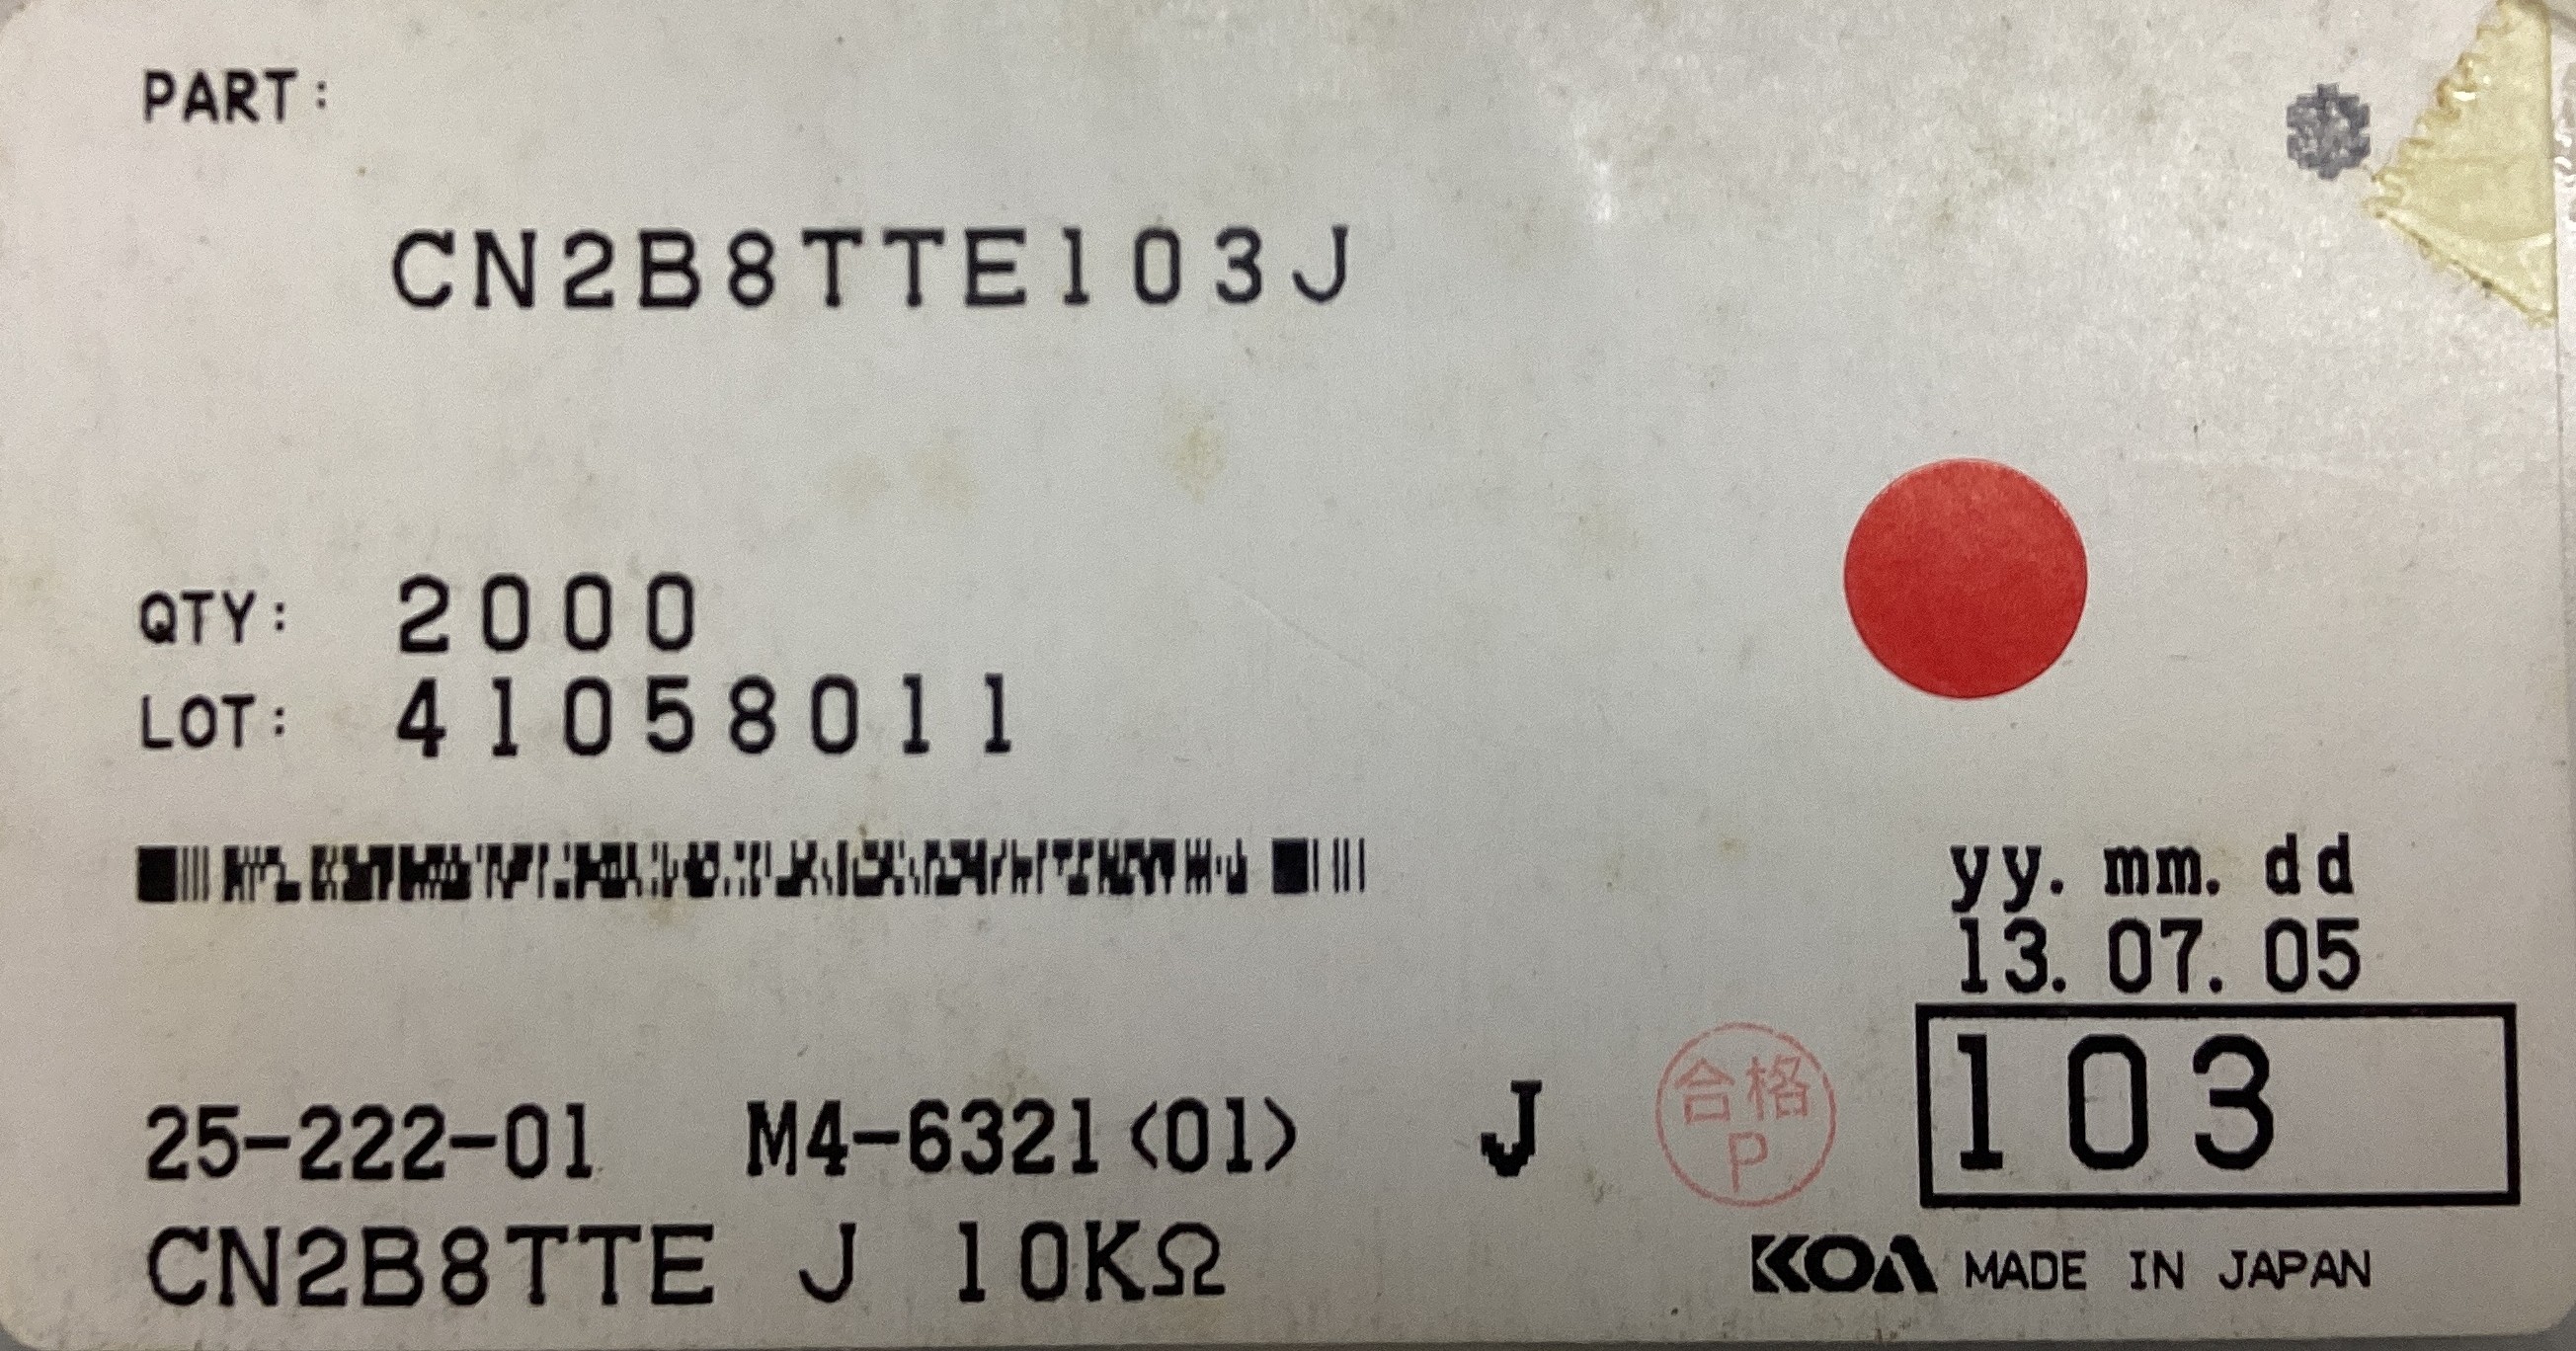 PART:
CN2B8TTE103J
QTY: 2000
LOT: 41058011
yy. mm. dd
13. 07. 05
103
25-222-01 M4-6321<01> J
合格
P
CN2B8TTE J 10KΩ
KOA MADE IN JAPAN